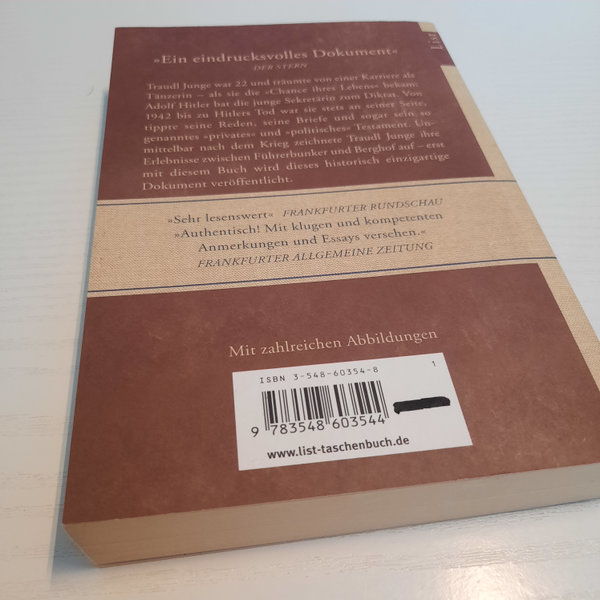 »Ein eindrucksvolles Dokument«
DER STERN
Traudl Junge war 22 und träumte von einer Karriere als
Tänzerin – als sie die »Chance ihres Lebens« bekam:
Adolf Hitler bat die junge Sekretärin zum Diktat. Von
1942 bis zu Hitlers Tod war sie stets an seiner Seite,
tippte seine Reden, seine Briefe und sogar sein so
genanntes »privates« und »politisches« Testament. Un-
mittelbar nach dem Krieg zeichnete Traudl Junge ihre
Erlebnisse zwischen Führerbunker und Berghof auf – erst
mit diesem Buch wird dieses historisch einzigartige
Dokument veröffentlicht.
»Sehr lesenswert« FRANKFURTER RUNDSCHAU
»Authentisch! Mit klugen und kompetenten
Anmerkungen und Essays versehen.«
FRANKFURTER ALLGEMEINE ZEITUNG
Mit zahlreichen Abbildungen
ISBN 3-548-60354-8
1
9 783548 603544
www.list-taschenbuch.de
List